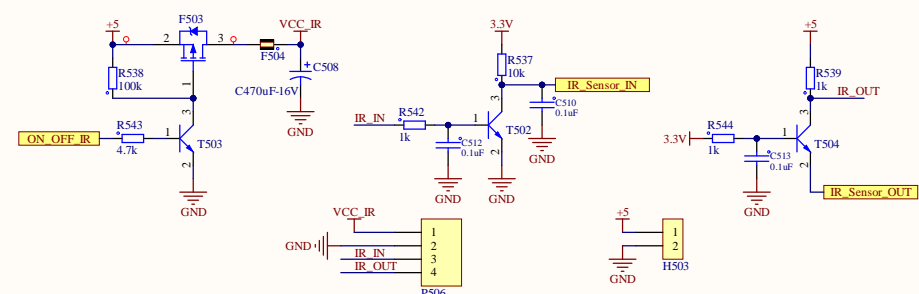 +5
F503
2
3
1
R538
100k
F504
VCC_IR
C508
C470uF-16V
GND
ON_OFF_IR
R543
4.7k
1
3
2
T503
GND
3.3V
R537
10k
IR_Sensor_IN
C510
0.1uF
GND
IR_IN
R542
1k
C512
0.1uF
GND
1
3
2
T502
GND
+5
R539
1k
IR_OUT
3.3V
R544
1k
C513
0.1uF
GND
1
3
2
T504
IR_Sensor_OUT
VCC_IR
GND
IR_IN
IR_OUT
1
2
3
4
P506
+5
GND
1
2
H503